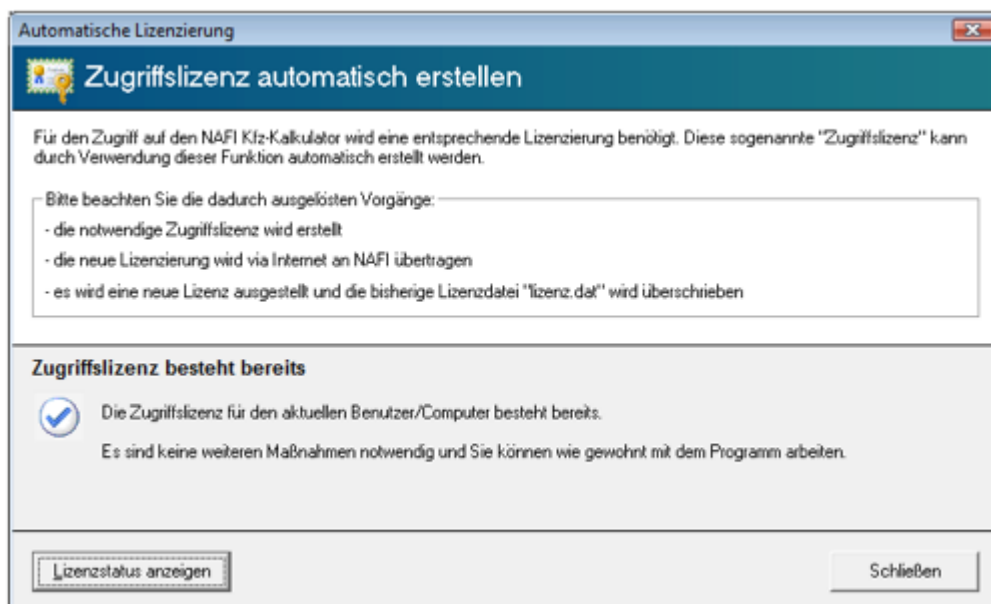 Automatische Lizenzierung
Zugriffslizenz automatisch erstellen
Für den Zugriff auf den NAFI Kfz-Kalkulator wird eine entsprechende Lizenzierung benötigt. Diese sogenannte "Zugriffslizenz" kann
durch Verwendung dieser Funktion automatisch erstellt werden.
Bitte beachten Sie die dadurch ausgelösten Vorgänge:
- die notwendige Zugriffslizenz wird erstellt
- die neue Lizenzierung wird via Internet an NAFI übertragen
- es wird eine neue Lizenz ausgestellt und die bisherige Lizenzdatei "lizenz.dat" wird überschrieben
Zugriffslizenz besteht bereits
Die Zugriffslizenz für den aktuellen Benutzer/Computer besteht bereits.
Es sind keine weiteren Maßnahmen notwendig und Sie können wie gewohnt mit dem Programm arbeiten.
Lizenzstatus anzeigen
Schließen